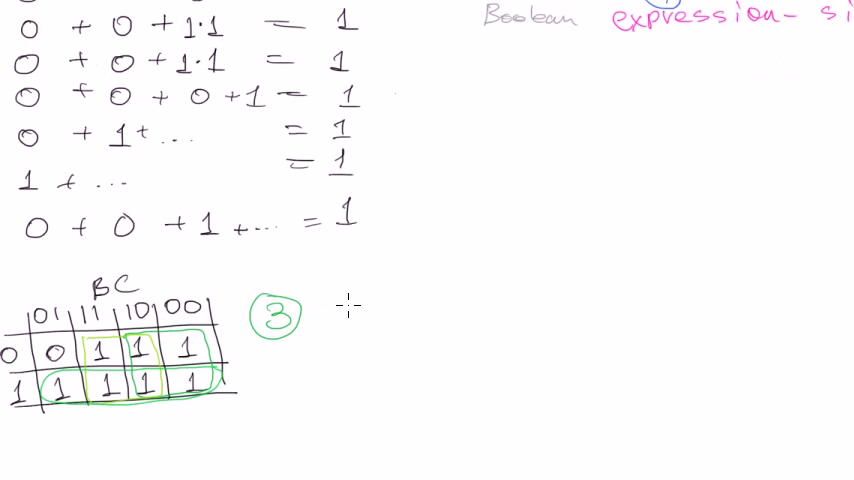 0 + 0 + 1·1 = 1
Boolean expression- si
0 + 0 + 1·1 = 1
0 + 0 + 0 + 1 = 1
0 + 1 + ... = 1
1 + ... = 1
0 + 0 + 1 + ... = 1
BC
01 11 10 00
3
0 0 1 1 1
1 1 1 1 1